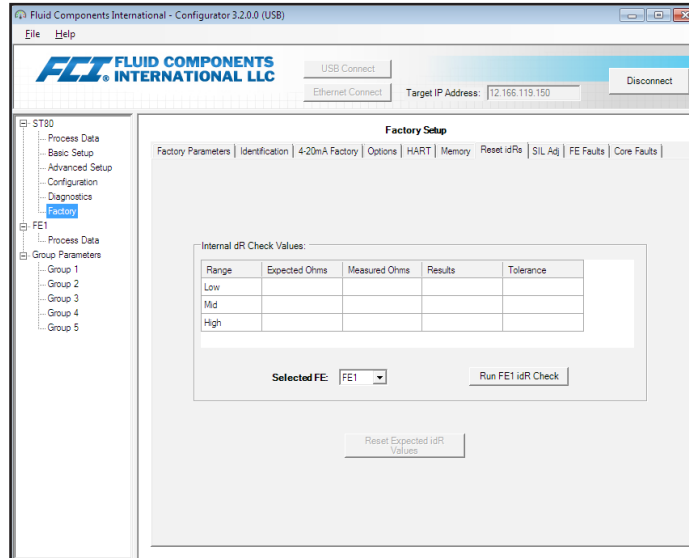 Fluid Components International - Configurator 3.2.0.0 (USB)
File Help
FCI. FLUID COMPONENTS
INTERNATIONAL LLC
USB Connect
Ethernet Connect
Target IP Address: 12.166.119.150
Disconnect
ST80
Process Data
Basic Setup
Advanced Setup
Configuration
Diagnostics
Factory
FE1
Process Data
Group Parameters
Group 1
Group 2
Group 3
Group 4
Group 5
Factory Setup
Factory Parameters | Identification | 4-20mA Factory | Options | HART | Memory | Reset idRs | SIL Adj | FE Faults | Core Faults |
Internal dR Check Values:
Range Expected Ohms Measured Ohms Results Tolerance
Low
Mid
High
Selected FE: FE1
Run FE1 idR Check
Reset Expected idR
Values